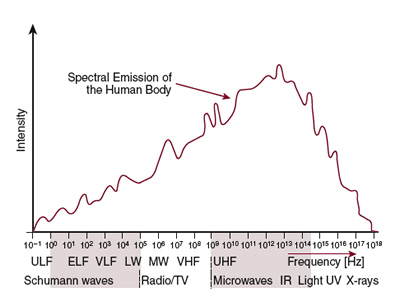 Spectral Emission of
the Human Body
Intensity
10⁻¹ 10⁰ 10¹ 10² 10³ 10⁴ 10⁵ 10⁶ 10⁷ 10⁸ 10⁹ 10¹⁰ 10¹¹ 10¹² 10¹³ 10¹⁴ 10¹⁵ 10¹⁶ 10¹⁷ 10¹⁸
ULF ELF VLF LW MW VHF UHF Frequency [Hz]
Schumann waves Radio/TV Microwaves IR Light UV X-rays